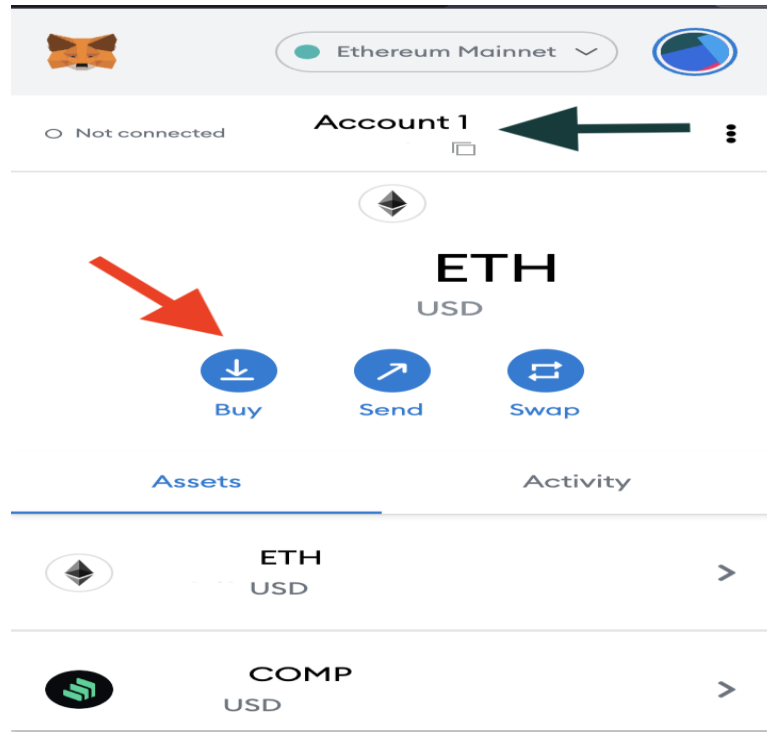 Ethereum Mainnet
Not connected
Account 1
ETH
USD
Buy
Send
Swap
Assets
Activity
ETH
USD
COMP
USD